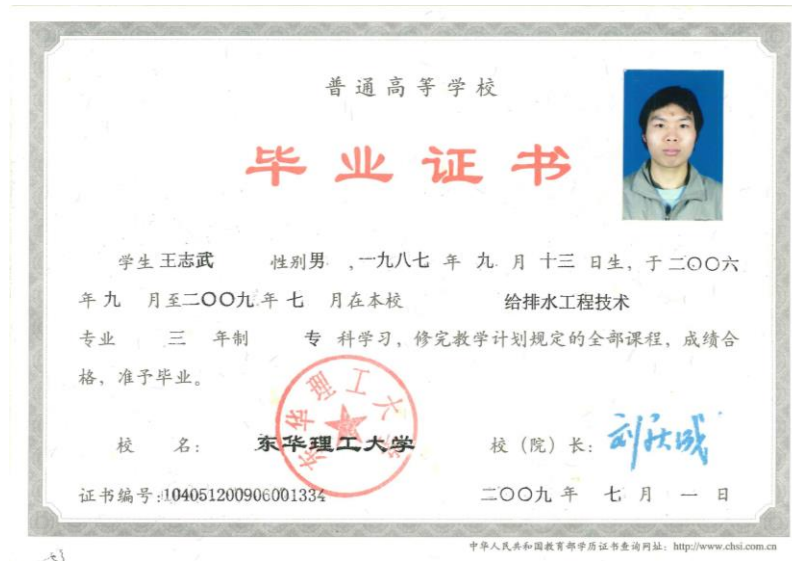 普通高等学校
毕业证书
学生 王志武 性别 男 ,一九八七 年 九 月 十三 日生, 于 二〇〇六
年 九 月至 二〇〇九 年 七 月在本校 给排水工程技术
专业 三 年制 专 科学习, 修完教学计划规定的全部课程, 成绩合
格, 准予毕业。
东华理工大学
校 名: 东华理工大学 校(院)长:
证书编号:104051200906001334 二〇〇九 年 七 月 一 日
中华人民共和国教育部学历证书查询网址: http://www.chsi.com.cn